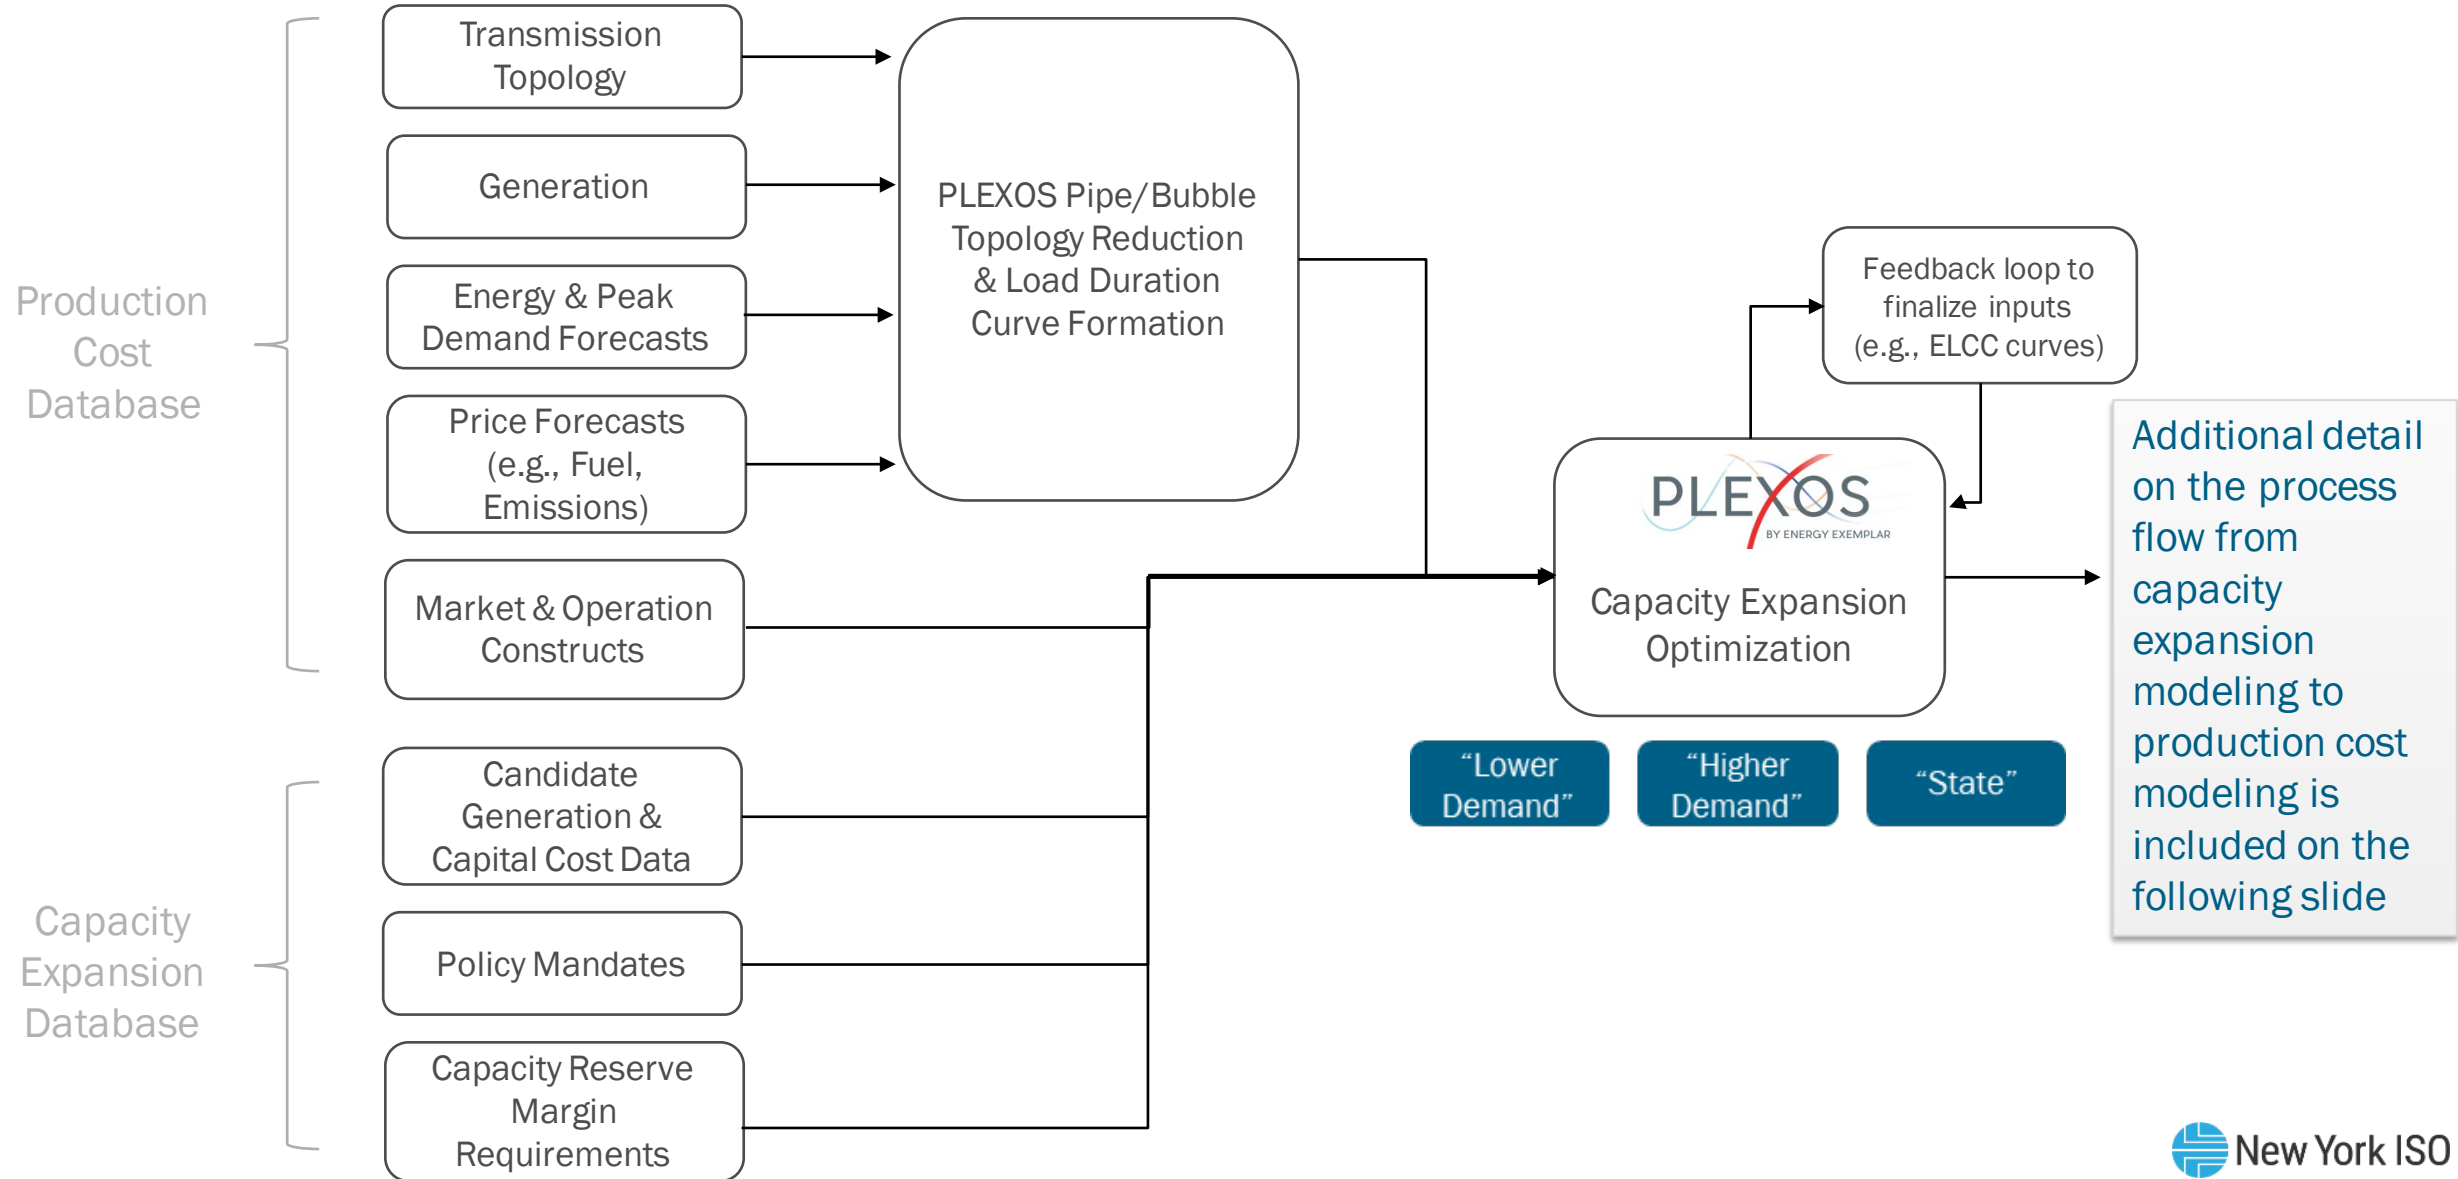 Production
Cost
Database
Transmission
Topology
Generation
Energy & Peak
Demand Forecasts
Price Forecasts
(e.g., Fuel,
Emissions)
Market & Operation
Constructs
PLEXOS Pipe/Bubble
Topology Reduction
& Load Duration
Curve Formation
Capacity
Expansion
Database
Candidate
Generation &
Capital Cost Data
Policy Mandates
Capacity Reserve
Margin
Requirements
Feedback loop to
finalize inputs
(e.g., ELCC curves)
PLEXOS
BY ENERGY EXEMPLAR
Capacity Expansion
Optimization
“Lower
Demand”
“Higher
Demand”
“State”
Additional detail
on the process
flow from
capacity
expansion
modeling to
production cost
modeling is
included on the
following slide
New York ISO